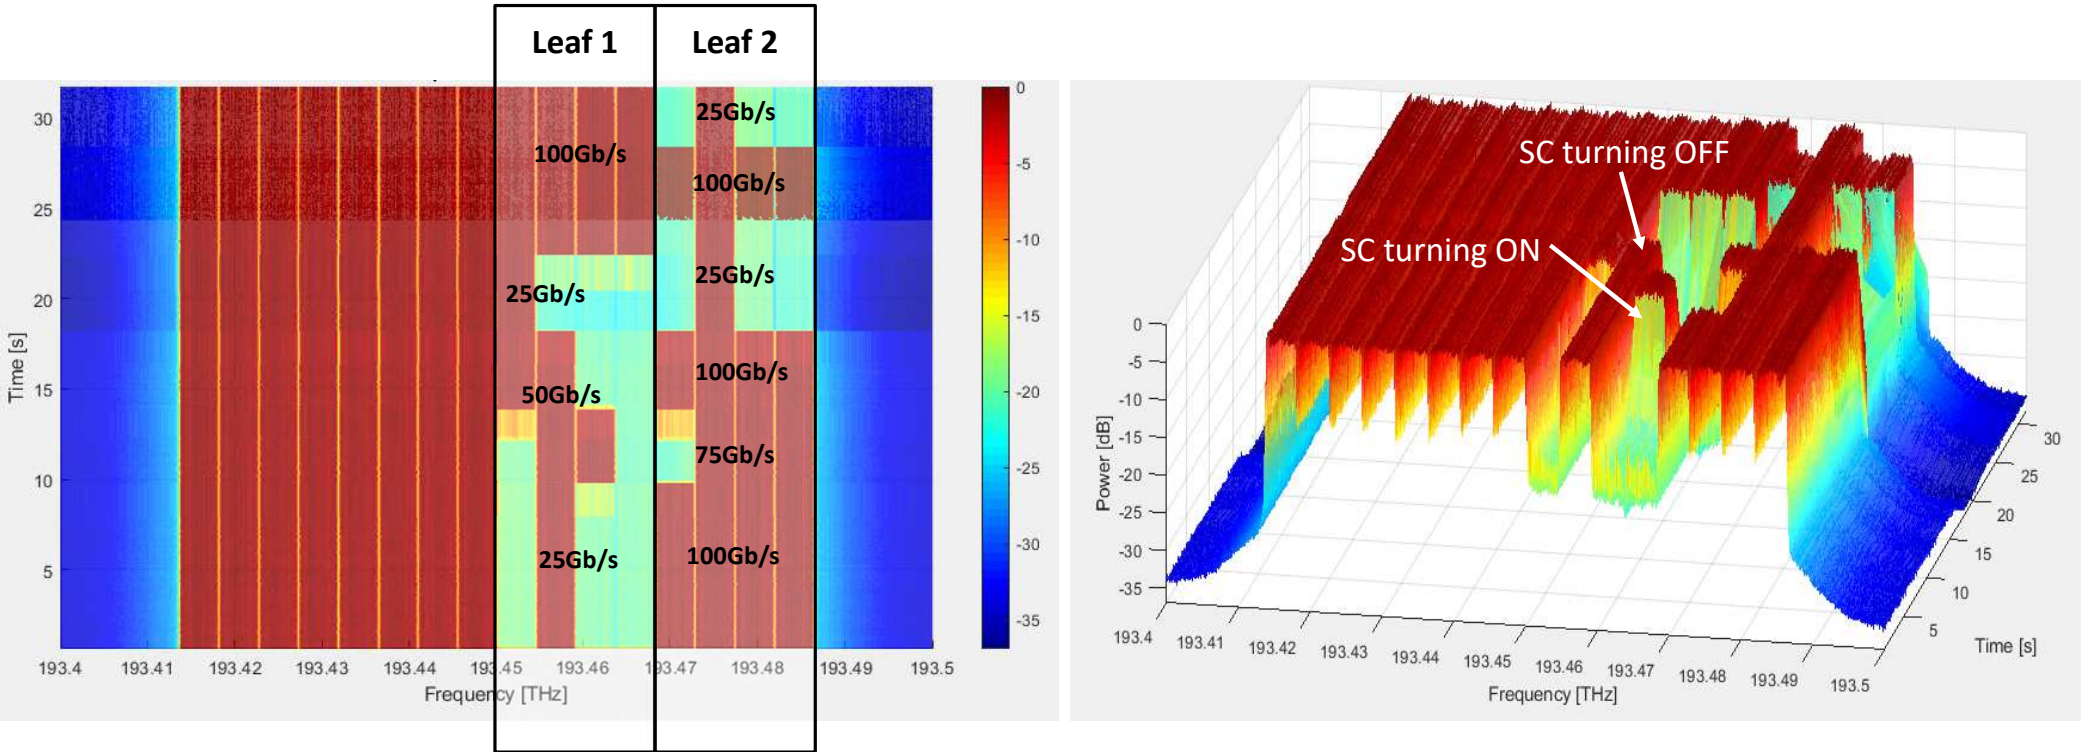 Leaf 1
Leaf 2
30
25
20
15
10
5
Time [s]
193.4
193.41
193.42
193.43
193.44
193.45
193.46
193.47
193.48
193.49
193.5
Frequency [THz]
100Gb/s
25Gb/s
50Gb/s
25Gb/s
25Gb/s
100Gb/s
25Gb/s
100Gb/s
75Gb/s
100Gb/s
0
-5
-10
-15
-20
-25
-30
-35
SC turning OFF
SC turning ON
0
-5
-10
-15
-20
-25
-30
-35
Power [dB]
193.4
193.41
193.42
193.43
193.44
193.45
193.46
193.47
193.48
193.49
193.5
Frequency [THz]
5
10
15
20
25
30
Time [s]